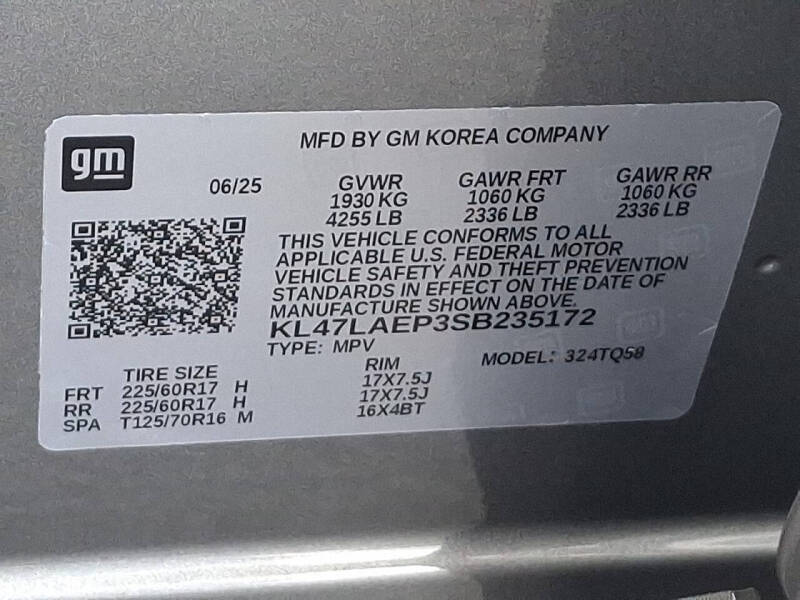 gm
MFD BY GM KOREA COMPANY
06/25
GVWR GAWR FRT GAWR RR
1930 KG 1060 KG 1060 KG
4255 LB 2336 LB 2336 LB
THIS VEHICLE CONFORMS TO ALL
APPLICABLE U.S. FEDERAL MOTOR
VEHICLE SAFETY AND THEFT PREVENTION
STANDARDS IN EFFECT ON THE DATE OF
MANUFACTURE SHOWN ABOVE.
KL47LAEP3SB235172
TYPE: MPV MODEL: 324TQ58
TIRE SIZE RIM
FRT 225/60R17 H 17X7.5J
RR 225/60R17 H 17X7.5J
SPA T125/70R16 M 16X4BT